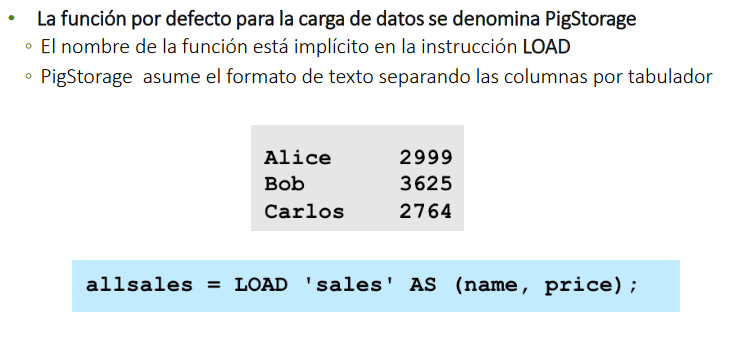 • La función por defecto para la carga de datos se denomina PigStorage
◦ El nombre de la función está implícito en la instrucción LOAD
◦ PigStorage asume el formato de texto separando las columnas por tabulador
Alice 2999
Bob 3625
Carlos 2764
allsales = LOAD 'sales' AS (name, price);